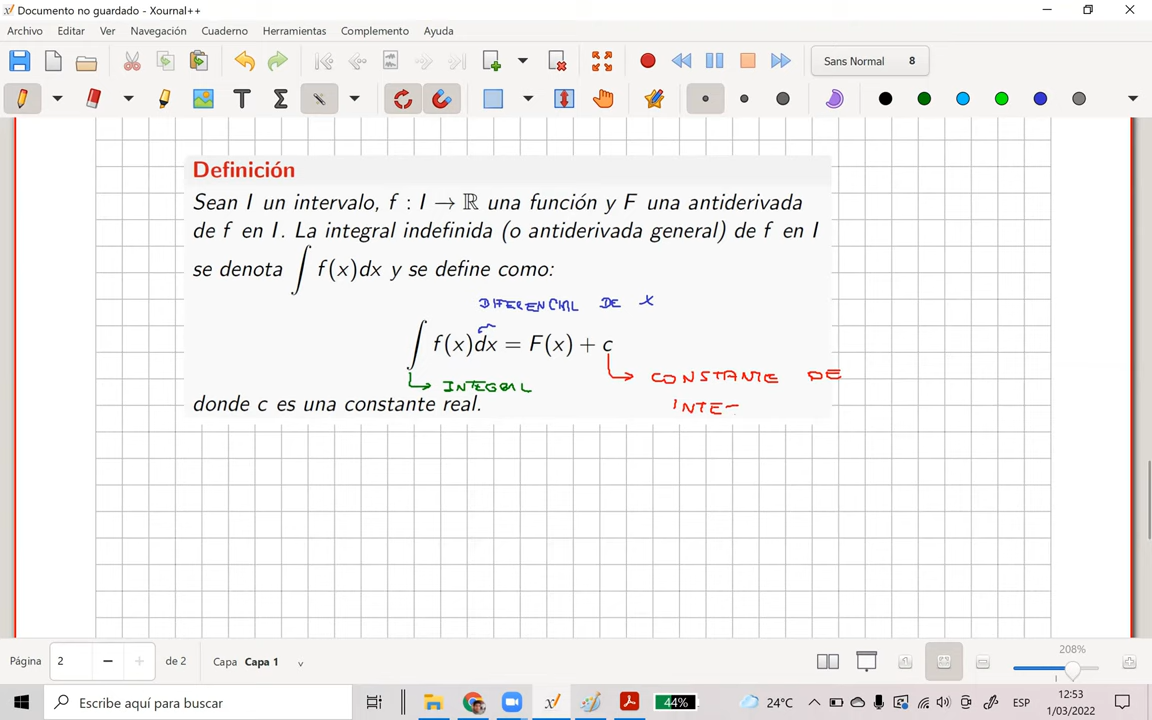 Documento no guardado - Xournal++
Archivo Editar Ver Navegación Cuaderno Herramientas Complemento Ayuda
Sans Normal 8
Definición
Sean I un intervalo, f : I → ℝ una función y F una antiderivada
de f en I. La integral indefinida (o antiderivada general) de f en I
se denota ∫ f(x)dx y se define como:
DIFERENCIAL DE X
∫ f(x)dx = F(x) + c
CONSTANTE DE
INTEGRAL
INTE
donde c es una constante real.
208%
Página 2 de 2 Capa Capa 1
Escribe aquí para buscar
44%
24°C
ESP
12:53
1/03/2022